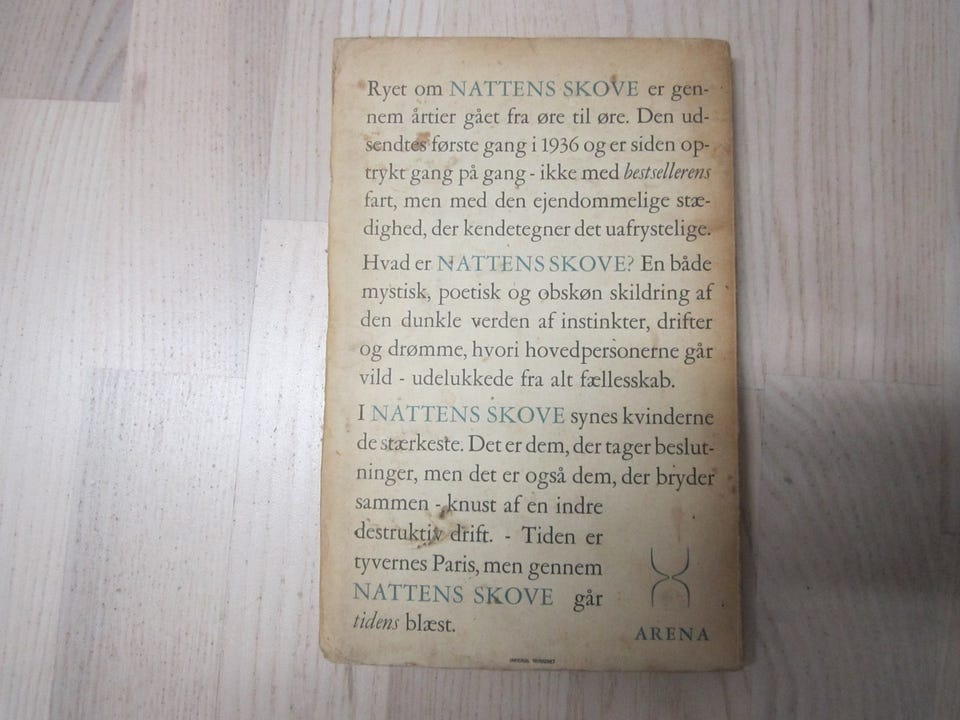 Ryet om NATTENS SKOVE er gen-
nem årtier gået fra øre til øre. Den ud-
sendtes første gang i 1936 og er siden op-
trykt gang på gang - ikke med bestsellerens
fart, men med den ejendommelige stæ-
dighed, der kendetegner det uafrystelige.
Hvad er NATTENS SKOVE? En både
mystisk, poetisk og obskøn skildring af
den dunkle verden af instinkter, drifter
og drømme, hvori hovedpersonerne går
vild - udelukkede fra alt fællesskab.
I NATTENS SKOVE synes kvinderne
de stærkeste. Det er dem, der tager beslut-
ninger, men det er også dem, der bryder
sammen - knust af en indre
destruktiv drift. - Tiden er
tyvernes Paris, men gennem
NATTENS SKOVE går
tidens blæst.
ARENA